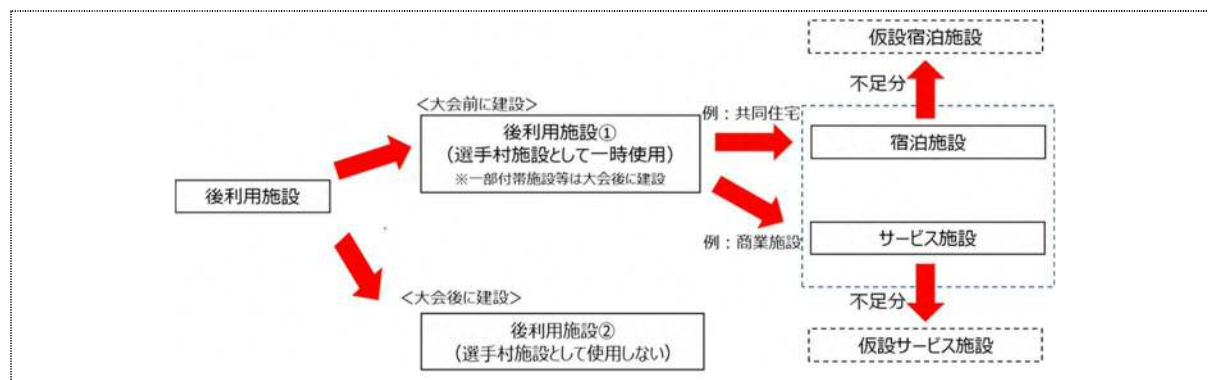 仮設宿泊施設
不足分
＜大会前に建設＞
例：共同住宅
後利用施設①
（選手村施設として一時使用）
※一部付帯施設等は大会後に建設
宿泊施設
後利用施設
例：商業施設
サービス施設
不足分
＜大会後に建設＞
後利用施設②
（選手村施設として使用しない）
仮設サービス施設